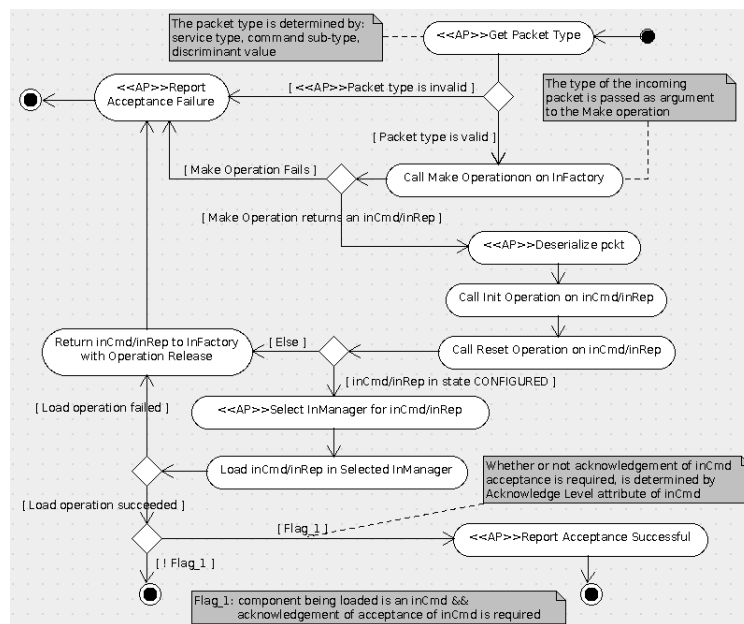 The packet type is determined by:
service type, command sub-type,
discriminant value
<<AP>>Get Packet Type
<<AP>>Report
Acceptance Failure
[ <<AP>>Packet type is invalid ]
The type of the incoming
packet is passed as argument
to the Make operation
[ Packet type is valid ]
[ Make Operation Fails ]
Call Make Operationon on InFactory
[ Make Operation returns an inCmd/inRep ]
<<AP>>Deserialize pckt
Call Init Operation on inCmd/inRep
Return inCmd/inRep to InFactory
with Operation Release
[ Else ]
Call Reset Operation on inCmd/inRep
[ inCmd/inRep in state CONFIGURED ]
[ Load operation failed ]
<<AP>>Select InManager for inCmd/inRep
Load inCmd/inRep in Selected InManager
Whether or not acknowledgement of inCmd
acceptance is required, is determined by
Acknowledge Level attribute of inCmd
[ Load operation succeeded ]
[ Flag_1 ]
<<AP>>Report Acceptance Successful
[ ! Flag_1 ]
Flag_1: component being loaded is an inCmd &&
acknowledgement of acceptance of inCmd is required